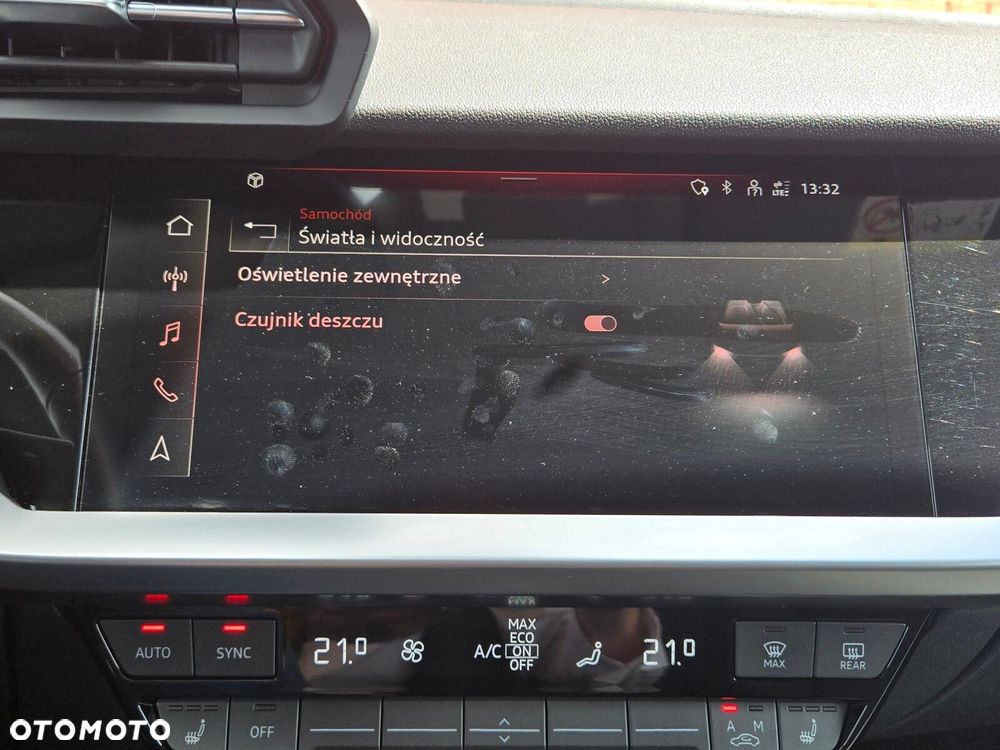 LTE 13:32
Samochód
Światła i widoczność
Oświetlenie zewnętrzne >
Czujnik deszczu
AUTO SYNC 21.0 A/C MAX ECO ON OFF 21.0 MAX REAR
OFF A M
OTOMOTO